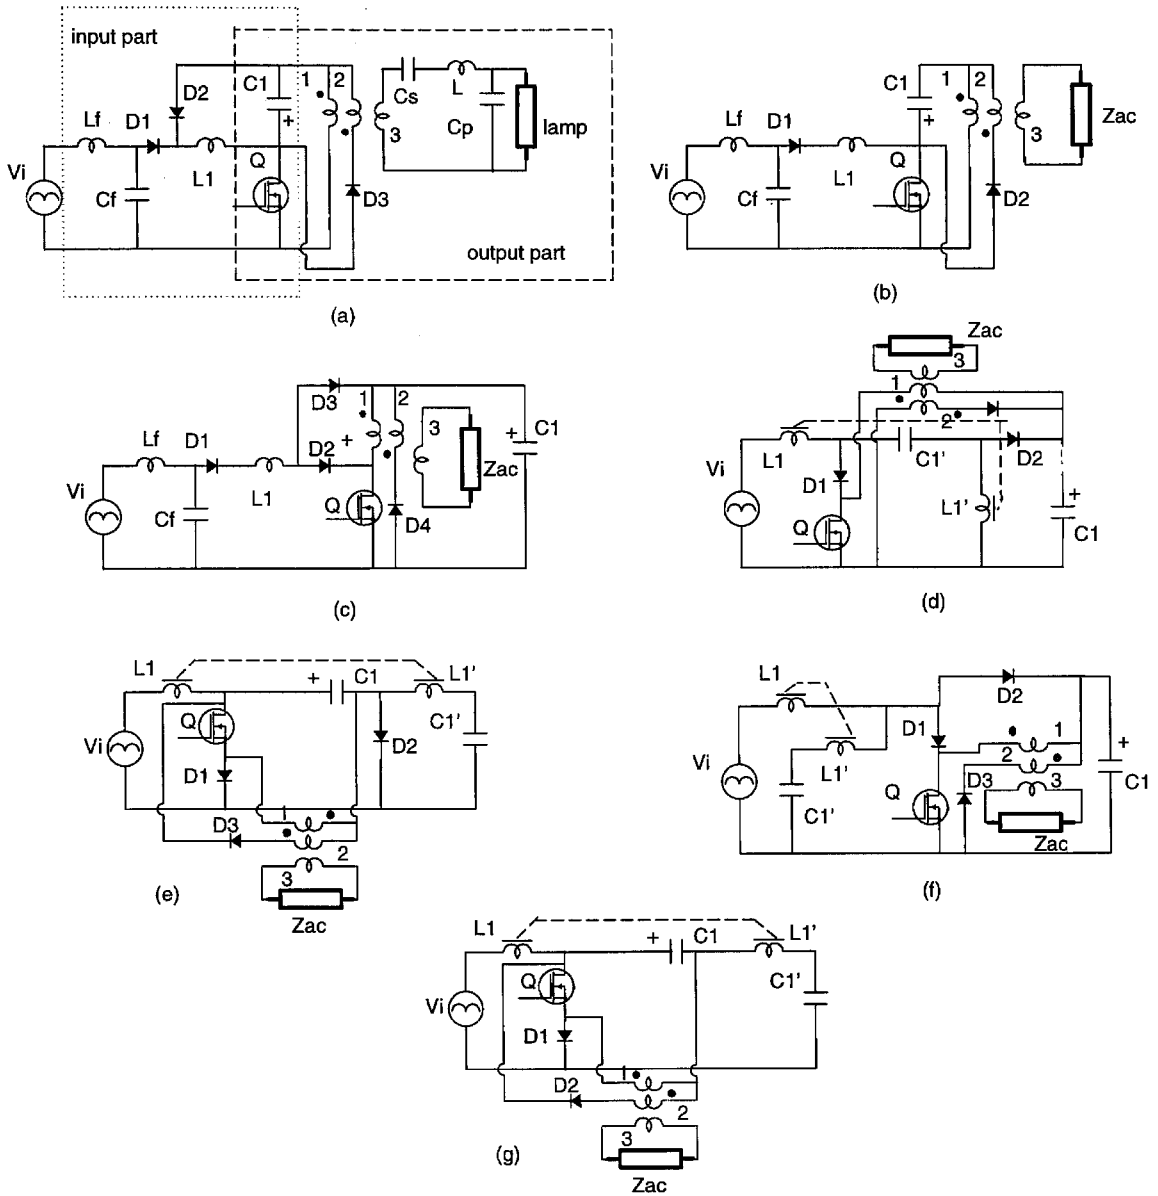 input part
D2
C1
1
2
+
Cs
L
Cp
lamp
3
Lf
D1
L1
Q
Vi
Cf
D3
output part
(a)
C1
1
2
+
3
Zac
Lf
D1
L1
Q
Vi
Cf
D2
(b)
D3
1
2
+
3
Zac
+
C1
Lf
D1
D2
L1
Vi
Cf
Q
D4
(c)
Zac
3
1
2
L1
C1'
D2
Vi
D1
L1'
Q
+
C1
(d)
L1
+
C1
L1'
Q
C1'
Vi
D1
D2
1
D3
2
3
Zac
(e)
L1
D2
D1
1
2
L1'
+
C1
Vi
C1'
Q
D3
3
Zac
(f)
L1
+
C1
L1'
Q
C1'
Vi
D1
1
D2
2
3
Zac
(g)